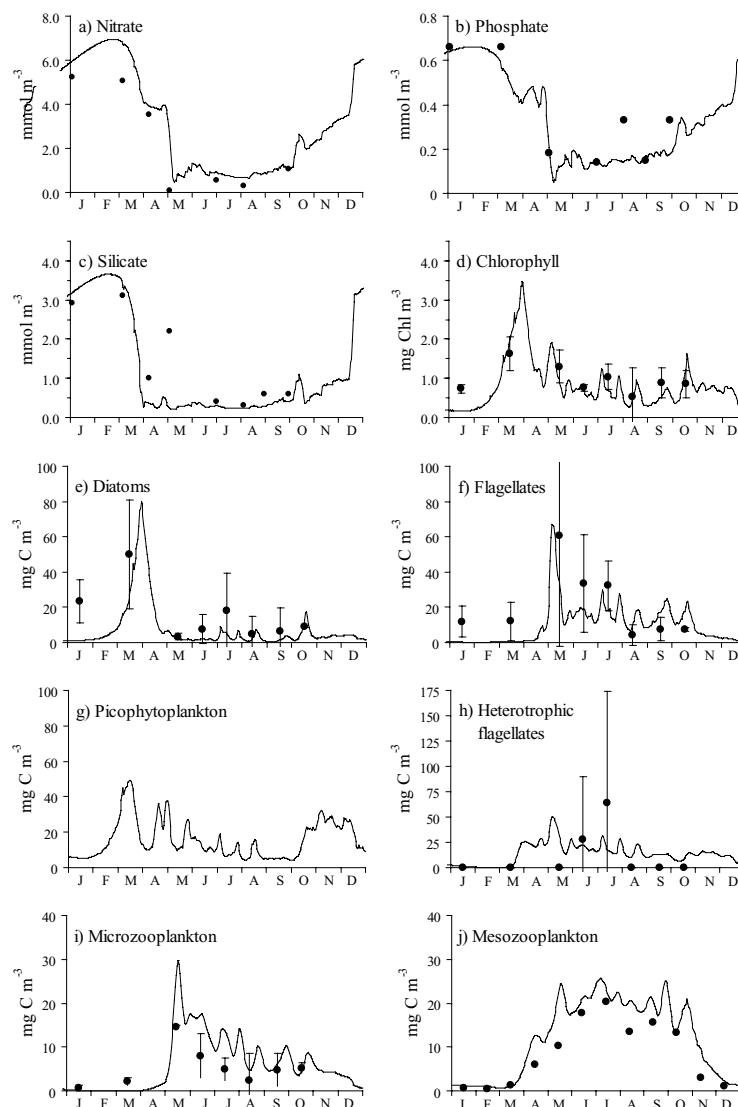 a) Nitrate
8.0
6.0
4.0
2.0
0.0
mmol m-3
J F M A M J J A S O N D
b) Phosphate
0.8
0.6
0.4
0.2
0
mmol m-3
J F M A M J J A S O N D
c) Silicate
4.0
3.0
2.0
1.0
0.0
mmol m-3
J F M A M J J A S O N D
d) Chlorophyll
4.0
3.0
2.0
1.0
0.0
mg Chl m-3
J F M A M J J A S O N D
e) Diatoms
100
80
60
40
20
0
mg C m-3
J F M A M J J A S O N D
f) Flagellates
100
80
60
40
20
0
mg C m-3
J F M A M J J A S O N D
g) Picophytoplankton
100
80
60
40
20
0
mg C m-3
J F M A M J J A S O N D
h) Heterotrophic
flagellates
175
150
125
100
75
50
25
0
mg C m-3
J F M A M J J A S O N D
i) Microzooplankton
40
30
20
10
0
mg C m-3
J F M A M J J A S O N D
j) Mesozooplankton
40
30
20
10
0
mg C m-3
J F M A M J J A S O N D